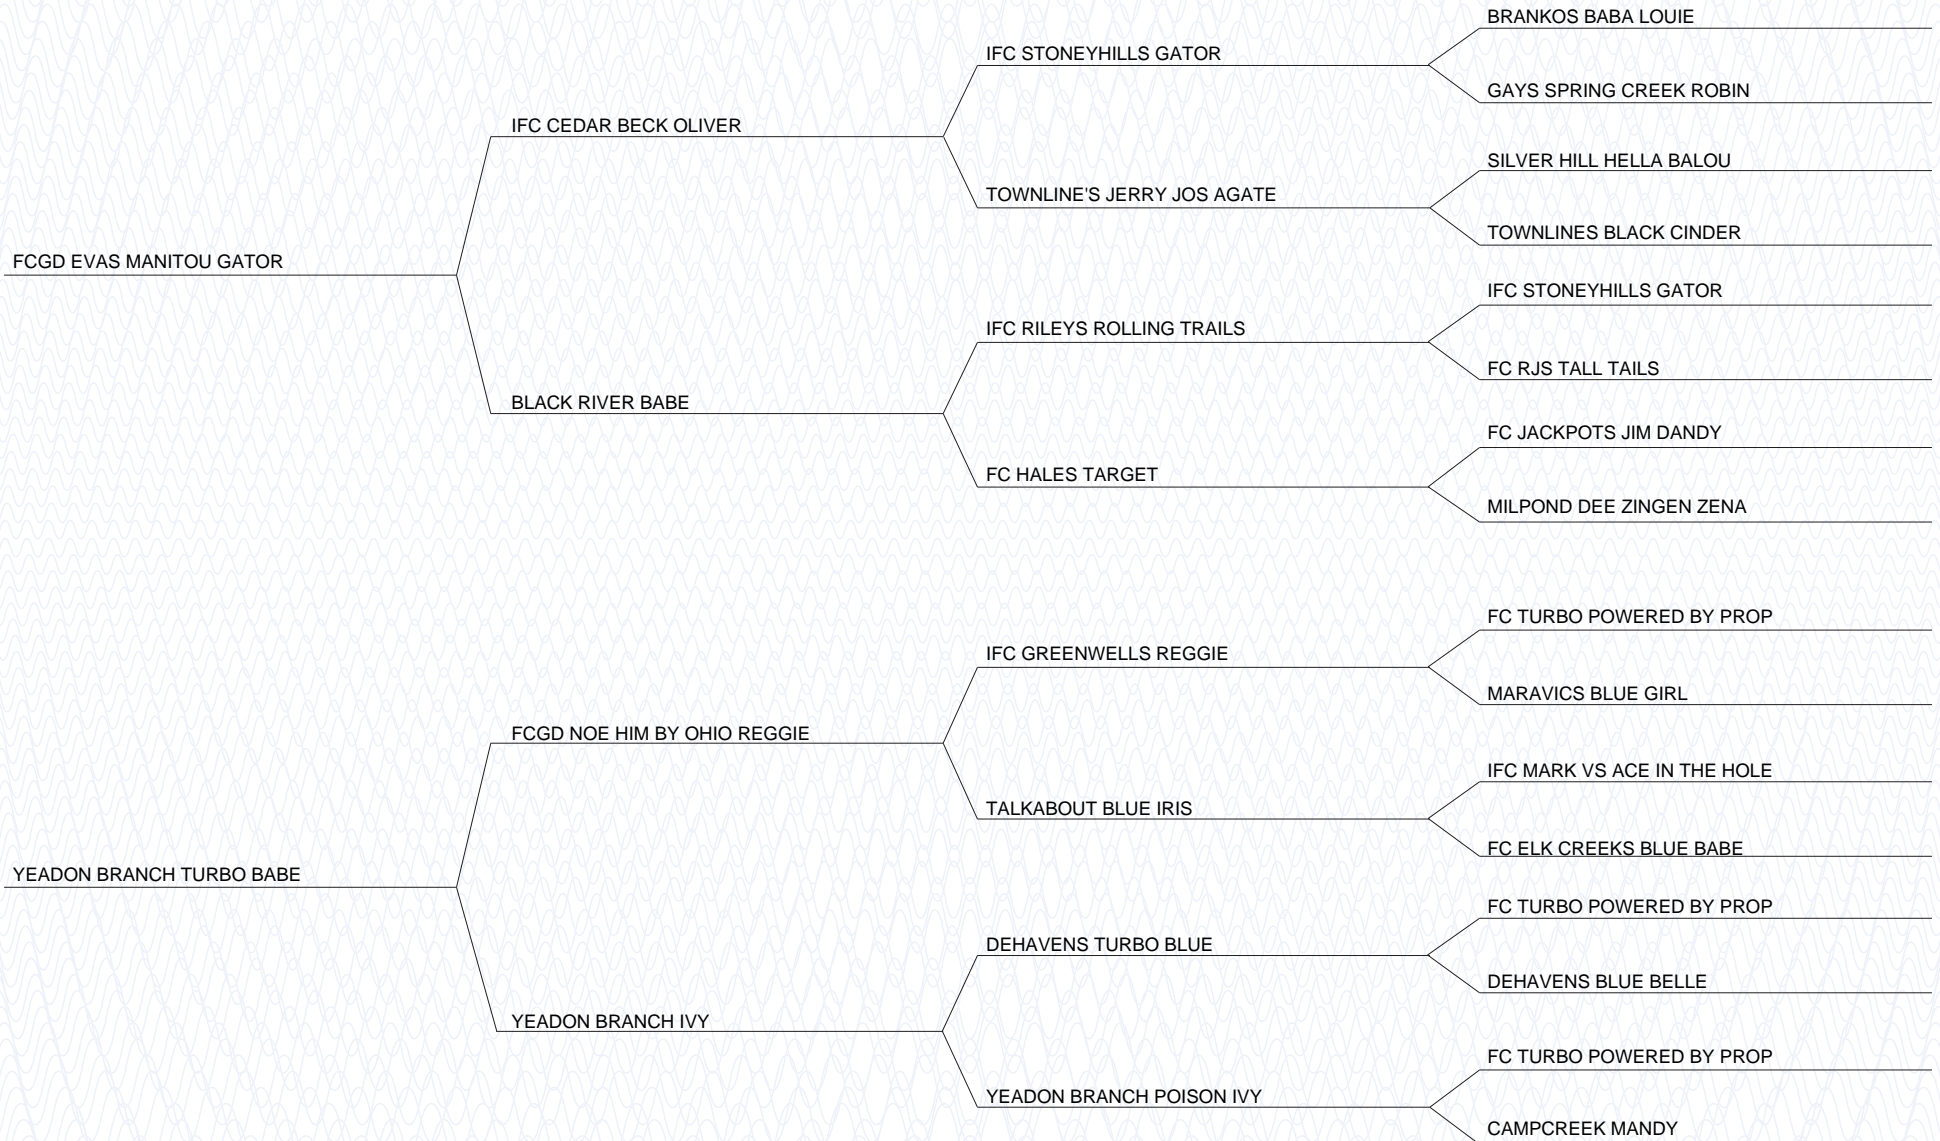 BRANKOS BABA LOUIE
IFC STONEYHILLS GATOR
GAYS SPRING CREEK ROBIN
IFC CEDAR BECK OLIVER
SILVER HILL HELLA BALOU
TOWNLINE'S JERRY JOS AGATE
TOWNLINES BLACK CINDER
FCGD EVAS MANITOU GATOR
IFC STONEYHILLS GATOR
IFC RILEYS ROLLING TRAILS
FC RJS TALL TAILS
BLACK RIVER BABE
FC JACKPOTS JIM DANDY
FC HALES TARGET
MILPOND DEE ZINGEN ZENA
FC TURBO POWERED BY PROP
IFC GREENWELLS REGGIE
MARAVICS BLUE GIRL
FCGD NOE HIM BY OHIO REGGIE
IFC MARK VS ACE IN THE HOLE
TALKABOUT BLUE IRIS
FC ELK CREEKS BLUE BABE
YEADON BRANCH TURBO BABE
FC TURBO POWERED BY PROP
DEHAVENS TURBO BLUE
DEHAVENS BLUE BELLE
YEADON BRANCH IVY
FC TURBO POWERED BY PROP
YEADON BRANCH POISON IVY
CAMPCREEK MANDY